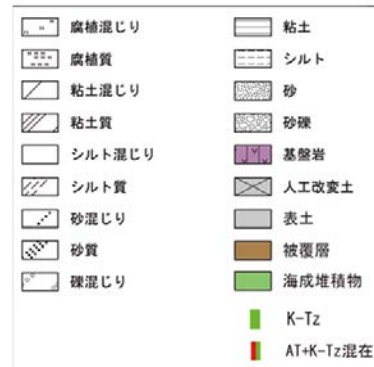 腐植混じり
腐植質
粘土混じり
粘土質
シルト混じり
シルト質
砂混じり
砂質
礫混じり
粘土
シルト
砂
砂礫
基盤岩
人工改変土
表土
被覆層
海成堆積物
K-Tz
AT+K-Tz混在